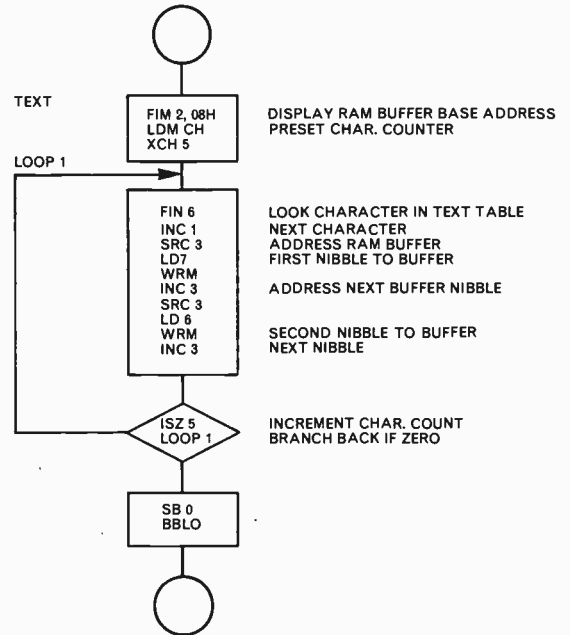 TEXT
FIM 2, 08H DISPLAY RAM BUFFER BASE ADDRESS
LDM CH PRESET CHAR. COUNTER
XCH 5
LOOP 1
FIN 6 LOOK CHARACTER IN TEXT TABLE
INC 1 NEXT CHARACTER
SRC 3 ADDRESS RAM BUFFER
LD7 FIRST NIBBLE TO BUFFER
WRM
INC 3 ADDRESS NEXT BUFFER NIBBLE
SRC 3
LD 6
WRM SECOND NIBBLE TO BUFFER
INC 3 NEXT NIBBLE
ISZ 5 INCREMENT CHAR. COUNT
LOOP 1 BRANCH BACK IF ZERO
SB 0
BBLO